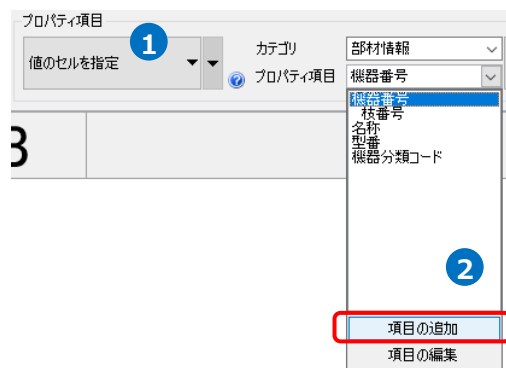 プロパティ項目
1
値のセルを指定
カテゴリ
部材情報
プロパティ項目
機器番号
機器番号
枝番号
名称
型番
機器分類コード
2
項目の追加
項目の編集